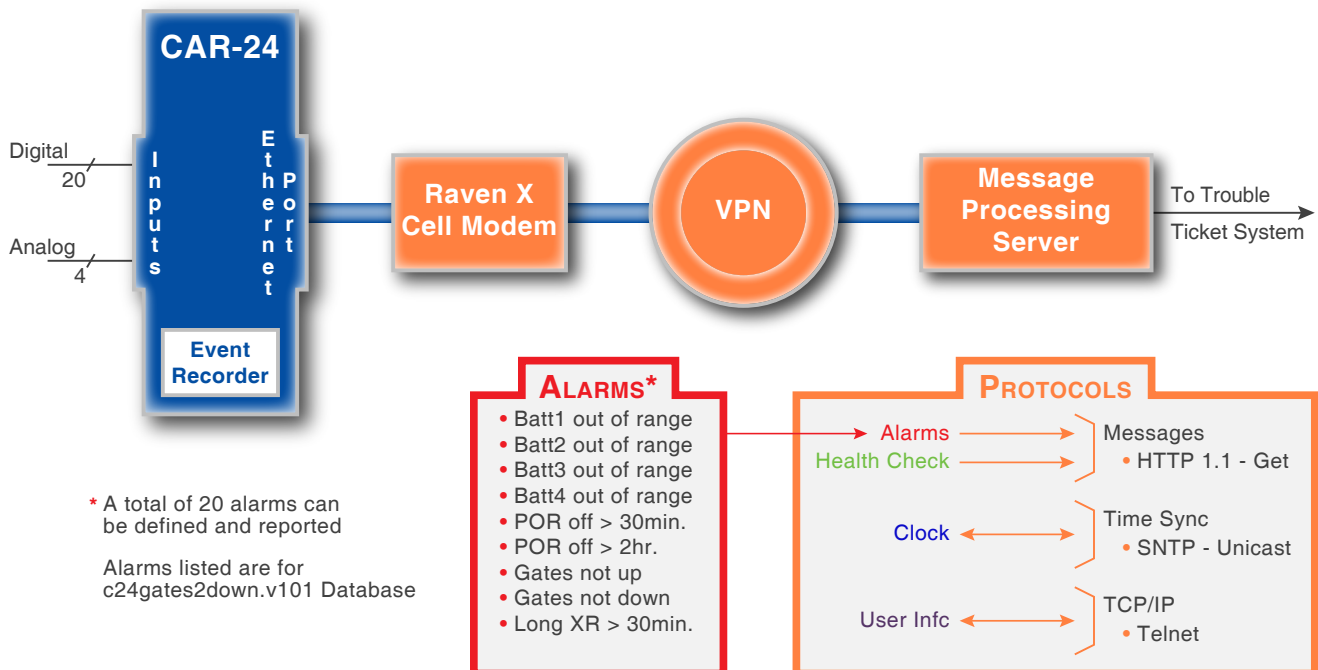 CAR-24
Digital
20
Analog
4
Inputs
Ethernet
Port
Event
Recorder
Raven X
Cell Modem
VPN
Message
Processing
Server
To Trouble
Ticket System
* A total of 20 alarms can
be defined and reported
Alarms listed are for
c24gates2down.v101 Database
ALARMS*
• Batt1 out of range
• Batt2 out of range
• Batt3 out of range
• Batt4 out of range
• POR off > 30min.
• POR off > 2hr.
• Gates not up
• Gates not down
• Long XR > 30min.
PROTOCOLS
Alarms
Health Check
Messages
• HTTP 1.1 - Get
Clock
Time Sync
• SNTP - Unicast
User Infc
TCP/IP
• Telnet